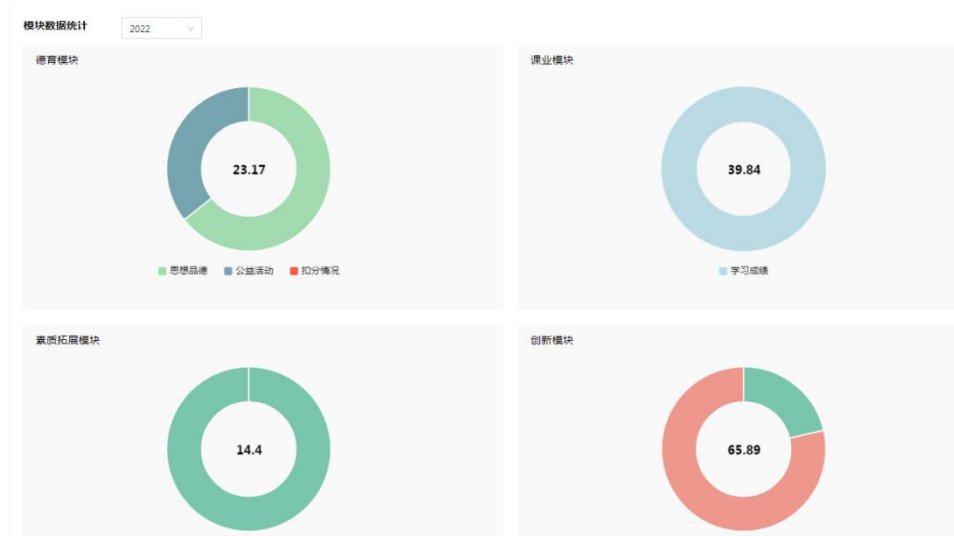 模块数据统计 2022
德育模块
23.17
思想品德 公益活动 扣分情况
课业模块
39.84
学习成绩
素质拓展模块
14.4
创新模块
65.89